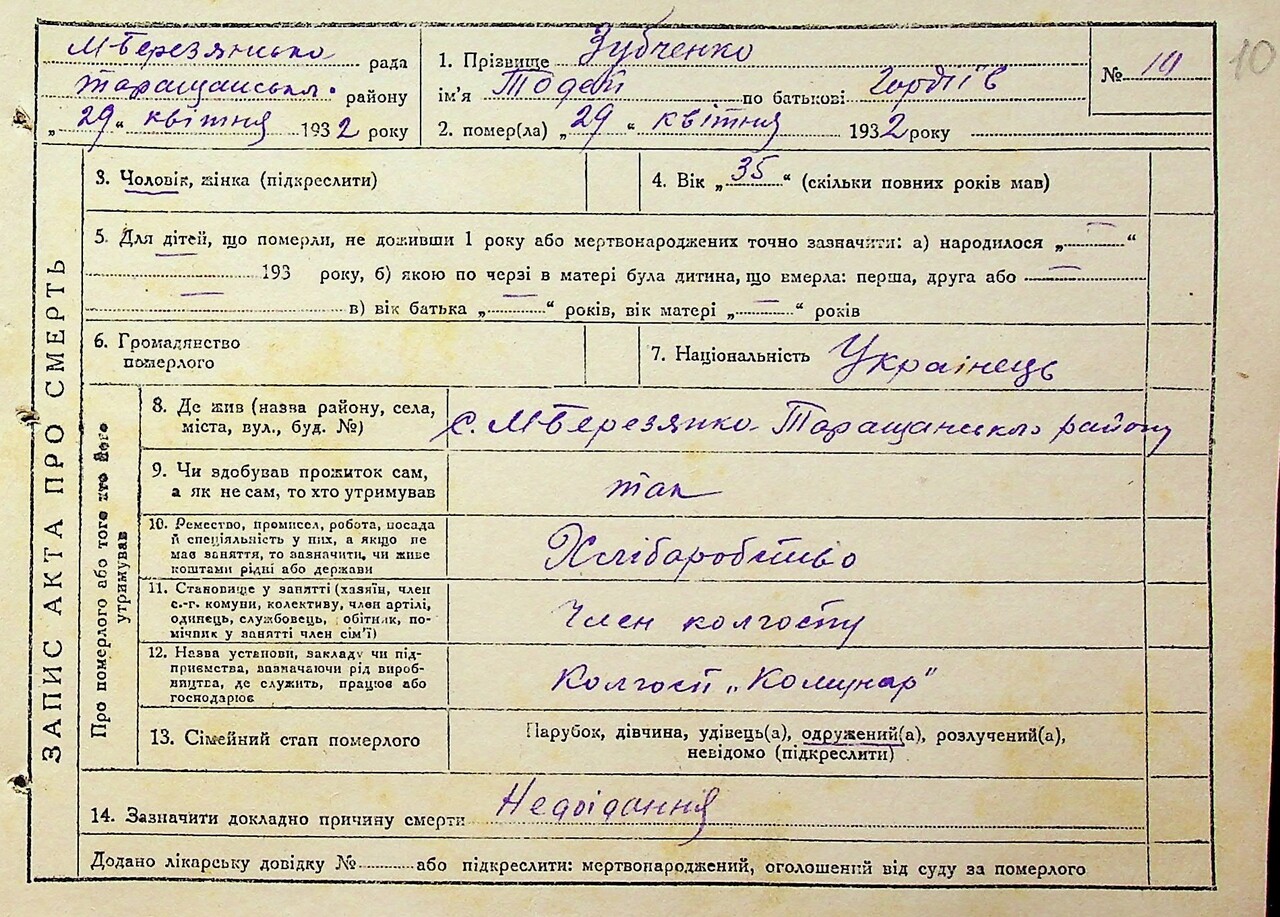 10
М-Березянська рада
Таращанськ. району
„29“ квітня 1932 року
1. Прізвище Зубченко
ім'я Тодей по батькові Гордіїв
2. помер(ла) „29“ квітня 1932 року
№ 10
ЗАПИС АКТА ПРО СМЕРТЬ
3. Чоловік, жінка (підкреслити)
4. Вік „35“ (скільки повних років мав)
5. Для дітей, що померли, не доживши 1 року або мертвонароджених точно зазначити: а) народилося „—“
193 року, б) якою по черзі в матері була дитина, що вмерла: перша, друга або —
— в) вік батька „—“ років, вік матері „—“ років
6. Громадянство
померлого
7. Національність Українець
Про померлого або того хто його
утримував
8. Де жив (назва району, села,
міста, вул., буд. №)
с. М-Березянка Таращанського району
9. Чи здобував прожиток сам,
а як не сам, то хто утримував
так
10. Ремество, промисел, робота, посада
й спеціяльність у них, а якщо не
має заняття, то зазначити, чи живе
коштами рідні або держави
Хлібаробство
11. Становище у занятті (хазяїн, член
с.-г. комуни, колективу, член артілі,
одинець, службовець, обітник, по-
мічник у занятті член сім'ї)
Член колгоспу
12. Назва установи, закладу чи під-
приємства, зазначаючи рід вироб-
ництва, де служить, працює або
господарює
Колгосп „Комунар"
13. Сімейний стап померлого
Парубок, дівчина, удівець(а), одружений(а), розлучений(а),
невідомо (підкреслити)
14. Зазначити докладно причину смерти Недоїдання
Додано лікарську довідку № або підкреслити: мертвонароджений, оголошений від суду за померлого